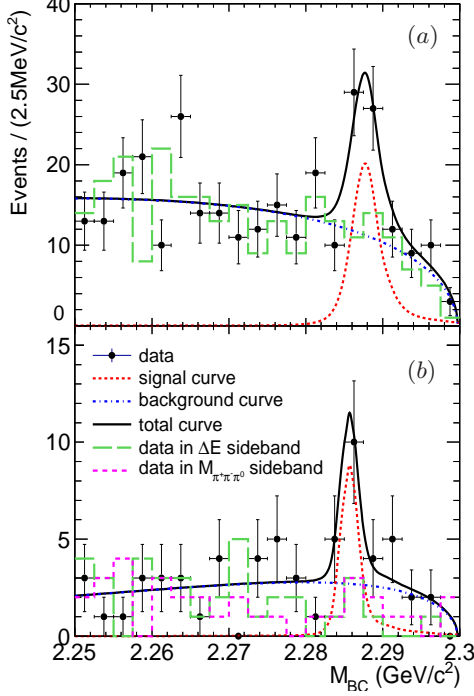 Events / (2.5MeV/c²)
40
30
20
10
0
(a)
15
10
5
0
(b)
data
signal curve
background curve
total curve
data in ΔE sideband
data in M_π⁺π⁻π⁰ sideband
2.25 2.26 2.27 2.28 2.29 2.3
M_BC (GeV/c²)